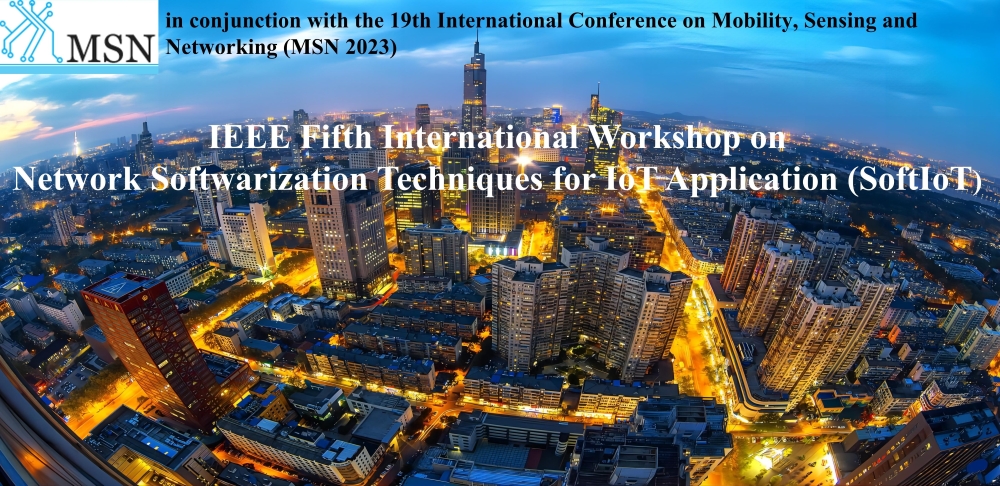 MSN
in conjunction with the 19th International Conference on Mobility, Sensing and
Networking (MSN 2023)
IEEE Fifth International Workshop on
Network Softwarization Techniques for IoT Application (SoftIoT)